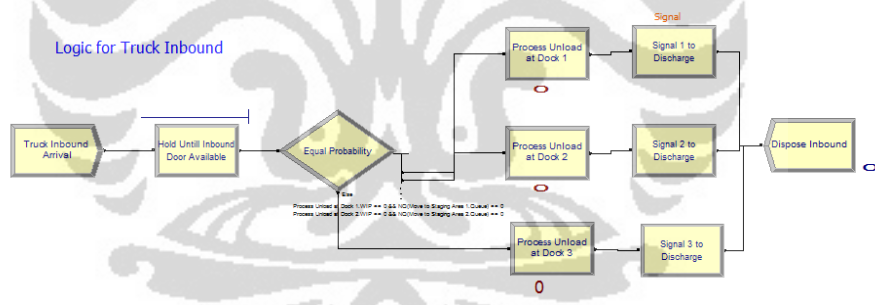 Signal
Logic for Truck Inbound
Process Unload
at Dock 1
Signal 1 to
Discharge
0
Truck Inbound
Arrival
Hold Untill Inbound
Door Available
Equal Probability
Process Unload
at Dock 2
Signal 2 to
Discharge
Dispose Inbound
0
0
Else
Process Unload at Dock 1.WIP == 0 && NQ(Move to Staging Area 1.Queue) == 0
Process Unload at Dock 2.WIP == 0 && NQ(Move to Staging Area 2.Queue) == 0
Process Unload
at Dock 3
Signal 3 to
Discharge
0